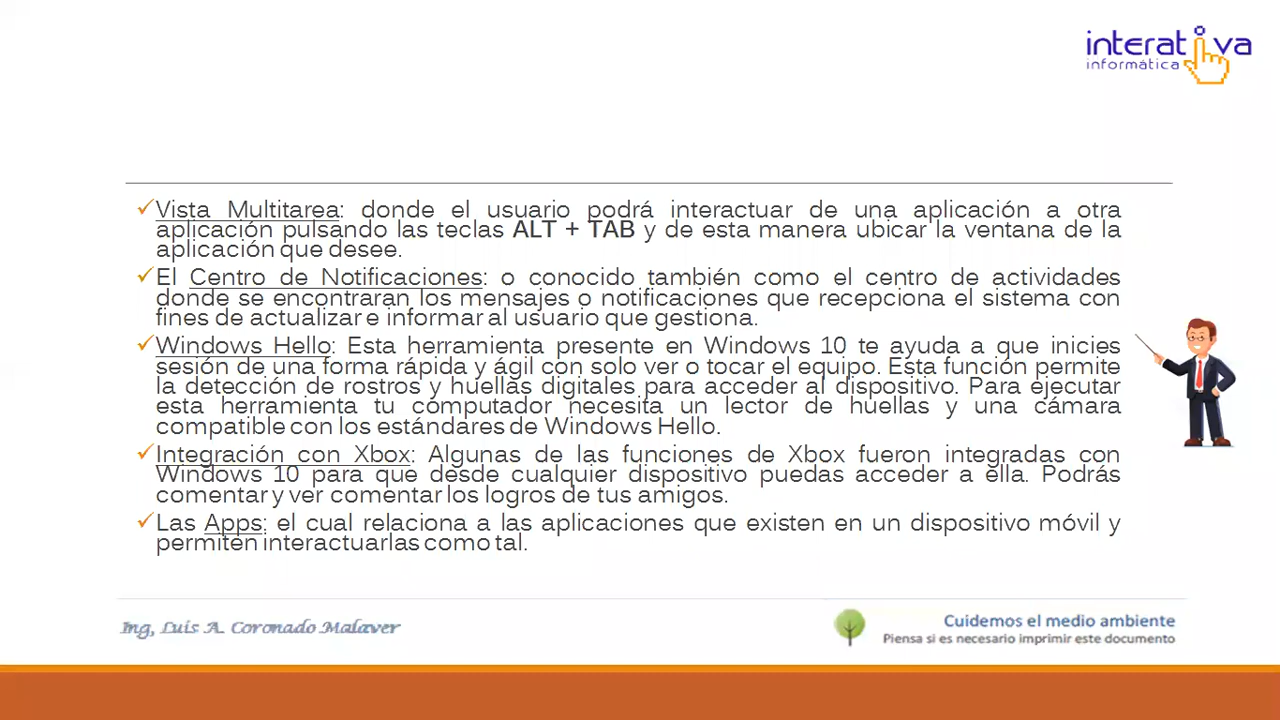 interativa
informática
Vista Multitarea: donde el usuario podrá interactuar de una aplicación a otra
aplicación pulsando las teclas ALT + TAB y de esta manera ubicar la ventana de la
aplicación que desee.
El Centro de Notificaciones: o conocido también como el centro de actividades
donde se encontraran los mensajes o notificaciones que recepciona el sistema con
fines de actualizar e informar al usuario que gestiona.
Windows Hello: Esta herramienta presente en Windows 10 te ayuda a que inicies
sesión de una forma rápida y ágil con solo ver o tocar el equipo. Esta función permite
la detección de rostros y huellas digitales para acceder al dispositivo. Para ejecutar
esta herramienta tu computador necesita un lector de huellas y una cámara
compatible con los estándares de Windows Hello.
Integración con Xbox: Algunas de las funciones de Xbox fueron integradas con
Windows 10 para que desde cualquier dispositivo puedas acceder a ella. Podrás
comentar y ver comentar los logros de tus amigos.
Las Apps: el cual relaciona a las aplicaciones que existen en un dispositivo móvil y
permiten interactuarlas como tal.
Ing, Luis A. Coronado Malaver
Cuidemos el medio ambiente
Piensa si es necesario imprimir este documento